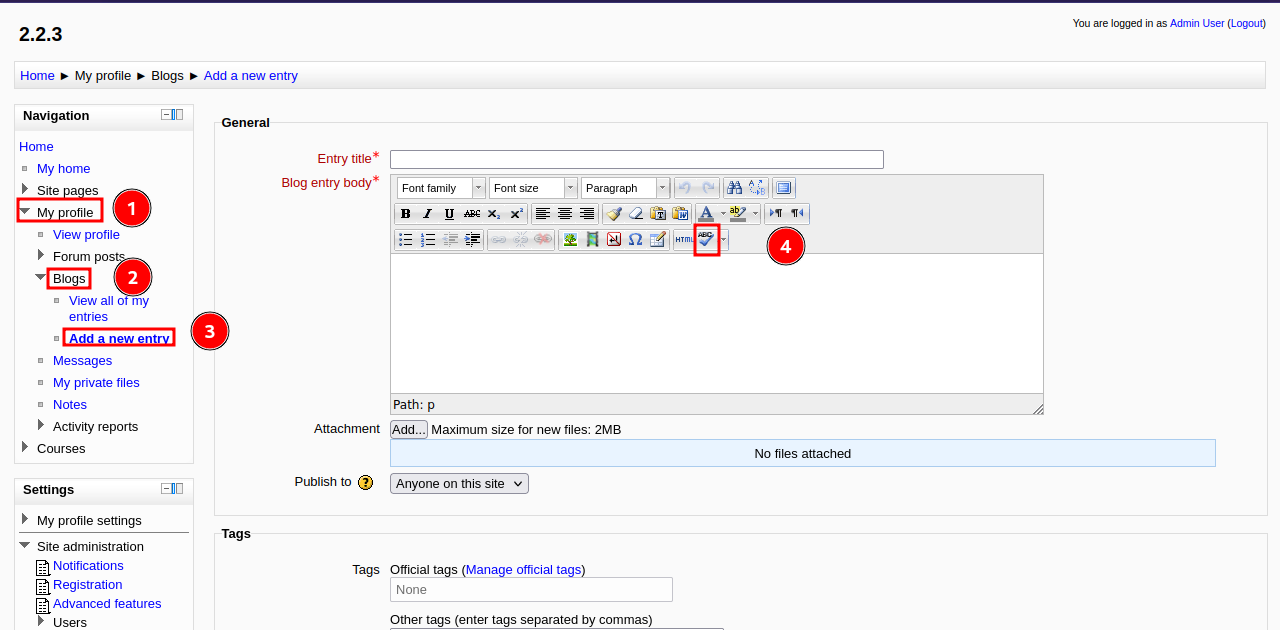 2.2.3
You are logged in as Admin User (Logout)
Home ► My profile ► Blogs ► Add a new entry
Navigation
Home
My home
Site pages
My profile
1
View profile
Forum posts
Blogs
2
View all of my
entries
Add a new entry
3
Messages
My private files
Notes
Activity reports
Courses
Settings
My profile settings
Site administration
Notifications
Registration
Advanced features
Users
General
Entry title*
Blog entry body*
Font family Font size Paragraph
B I U ABC X₂ X²
HTML ABC
4
Path: p
Attachment Add... Maximum size for new files: 2MB
No files attached
Publish to ? Anyone on this site
Tags
Tags Official tags (Manage official tags)
None
Other tags (enter tags separated by commas)